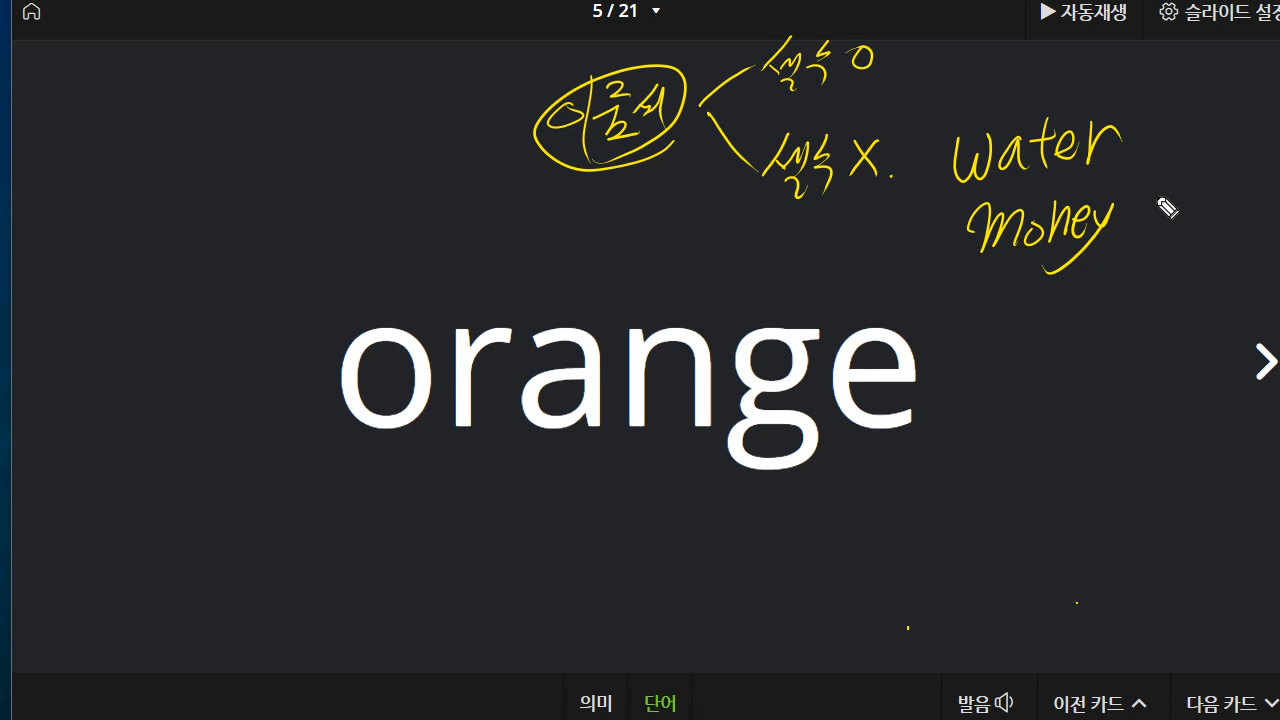 5 / 21
자동재생
슬라이드 설정
이름씨
셀수 O
셀수 X.
water
money
orange
의미
단어
발음
이전 카드
다음 카드